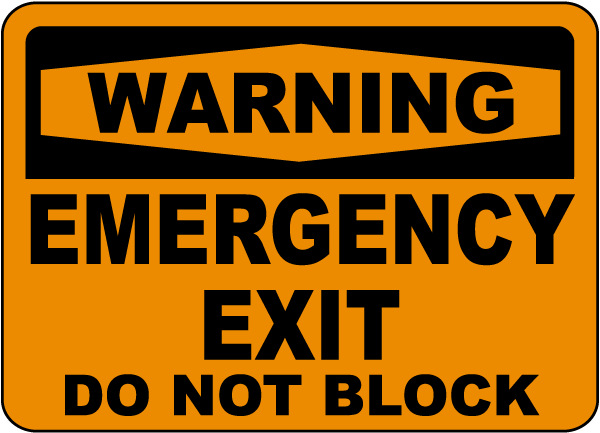 WARNING
EMERGENCY
EXIT
DO NOT BLOCK